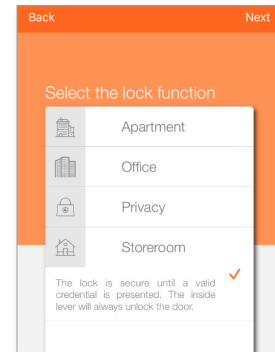 Back Next
Select the lock function
Apartment
Office
Privacy
Storeroom
The lock is secure until a valid
credential is presented. The inside
lever will always unlock the door.